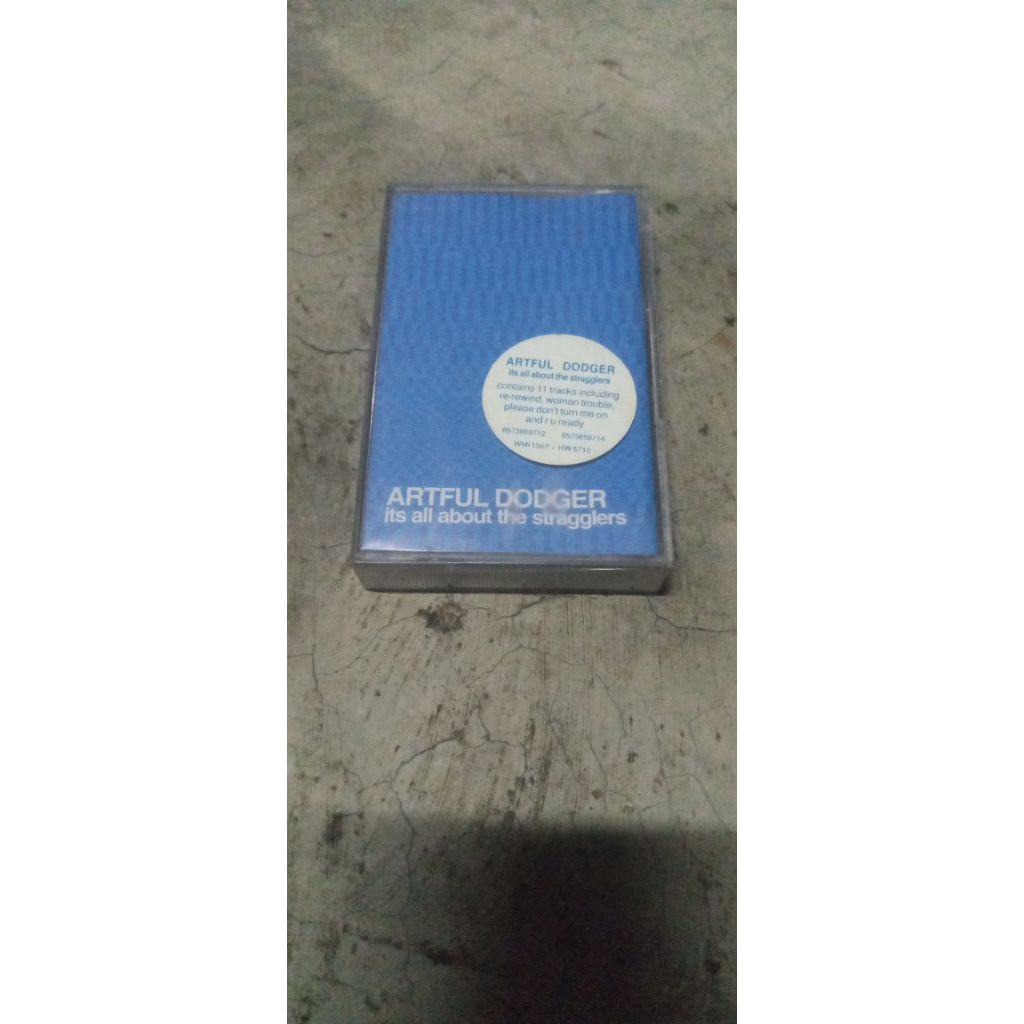 ARTFUL DODGER
its all about the stragglers
contains 11 tracks including
re-rewind, woman trouble,
please don't turn me on
and r u ready
8573859712 8573859714
WMI 1567 / HW 6710
ARTFUL DODGER
its all about the stragglers